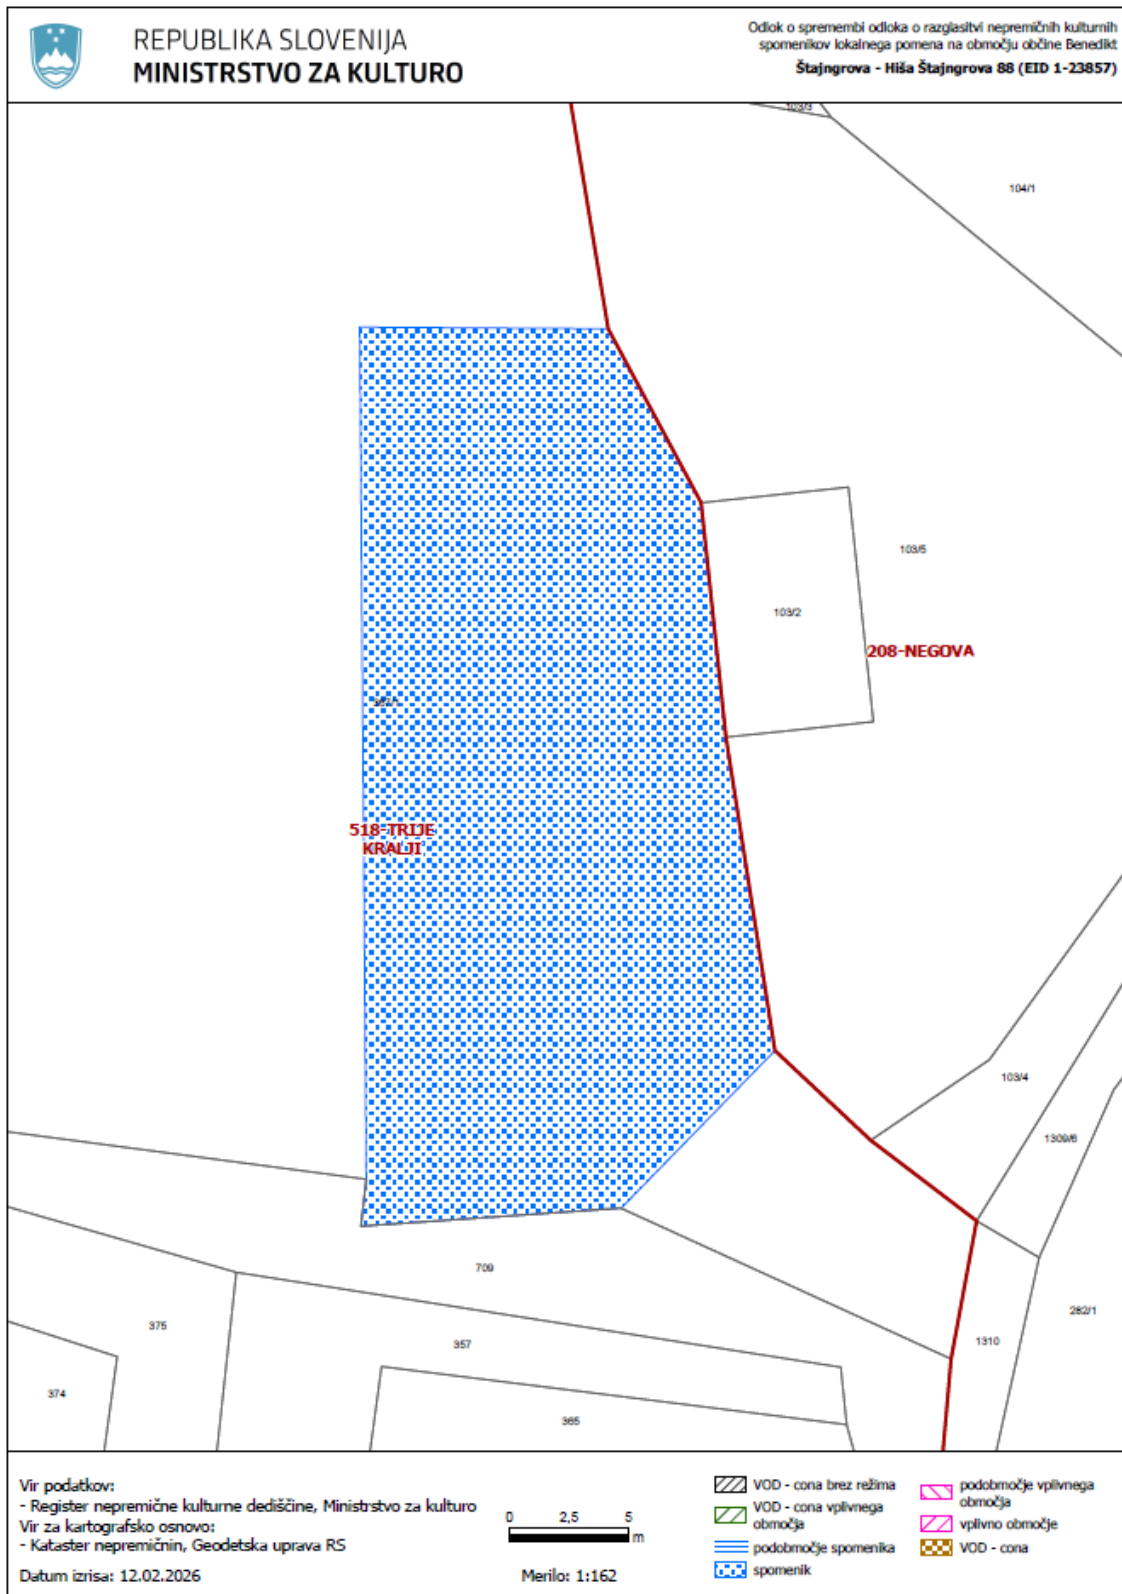 REPUBLIKA SLOVENIJA
MINISTRSTVO ZA KULTURO
Odlok o spremembi odloka o razglasitvi nepremičnih kulturnih
spomenikov lokalnega pomena na območju občine Benedikt
Štajngrova - Hiša Štajngrova 88 (EID 1-23857)
103/3
104/1
103/5
103/2
208-NEGOVA
362/1
518-TRIJE
KRALJI
103/4
1309/6
709
282/1
375
357
1310
374
365
Vir podatkov:
- Register nepremične kulturne dediščine, Ministrstvo za kulturo
Vir za kartografsko osnovo:
- Kataster nepremičnin, Geodetska uprava RS
Datum izrisa: 12.02.2026
0 2,5 5
m
Merilo: 1:162
VOD - cona brez režima
VOD - cona vplivnega
območja
podobmočje spomenika
spomenik
podobmočje vplivnega
območja
vplivno območje
VOD - cona